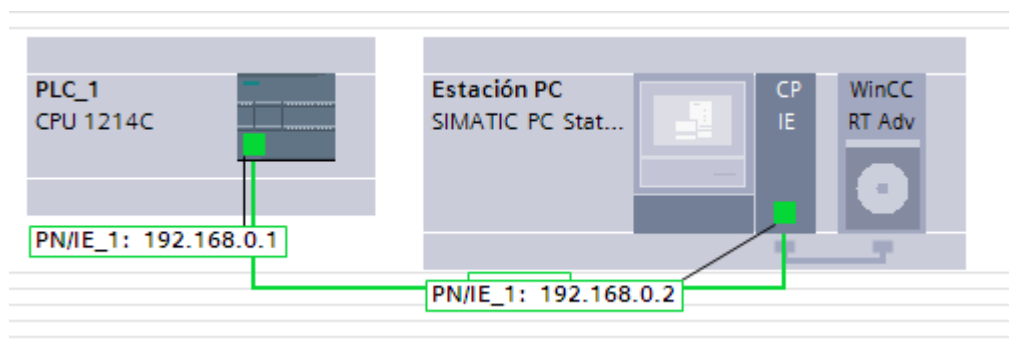 PLC_1
CPU 1214C
Estación PC
SIMATIC PC Stat...
CP
IE
WinCC
RT Adv
PN/IE_1: 192.168.0.1
PN/IE_1: 192.168.0.2